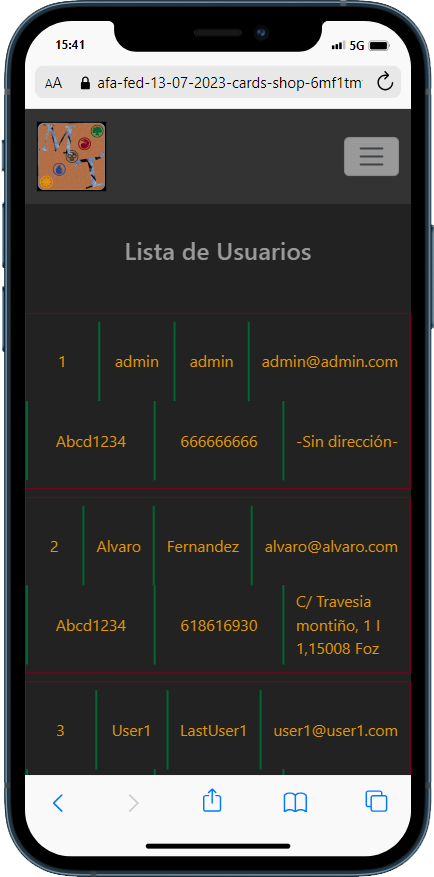 15:41
5G
AA
afa-fed-13-07-2023-cards-shop-6mf1tm
M
T
Lista de Usuarios
1 admin admin admin@admin.com
Abcd1234 666666666 -Sin dirección-
2 Alvaro Fernandez alvaro@alvaro.com
Abcd1234 618616930 C/ Travesia
montiño, 1 I
1,15008 Foz
3 User1 LastUser1 user1@user1.com